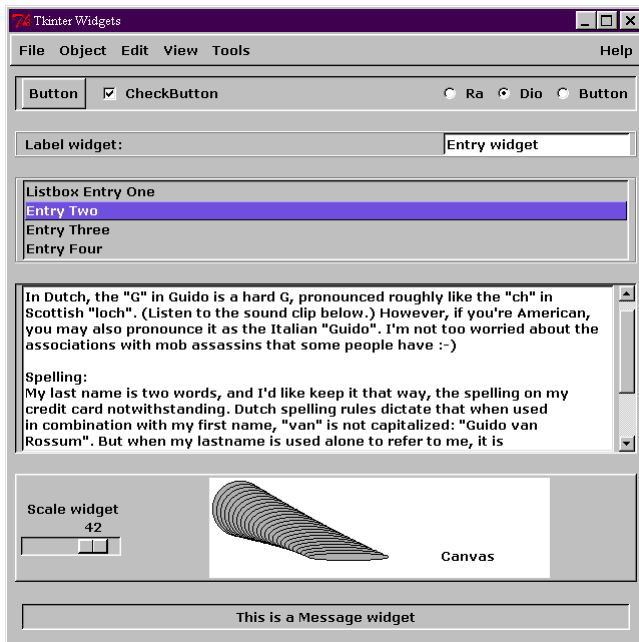 Tkinter Widgets
File Object Edit View Tools Help
Button CheckButton Ra Dio Button
Label widget: Entry widget
Listbox Entry One
Entry Two
Entry Three
Entry Four
In Dutch, the "G" in Guido is a hard G, pronounced roughly like the "ch" in
Scottish "loch". (Listen to the sound clip below.) However, if you're American,
you may also pronounce it as the Italian "Guido". I'm not too worried about the
associations with mob assassins that some people have :-)
Spelling:
My last name is two words, and I'd like keep it that way, the spelling on my
credit card notwithstanding. Dutch spelling rules dictate that when used
in combination with my first name, "van" is not capitalized: "Guido van
Rossum". But when my lastname is used alone to refer to me, it is
Scale widget
42
Canvas
This is a Message widget